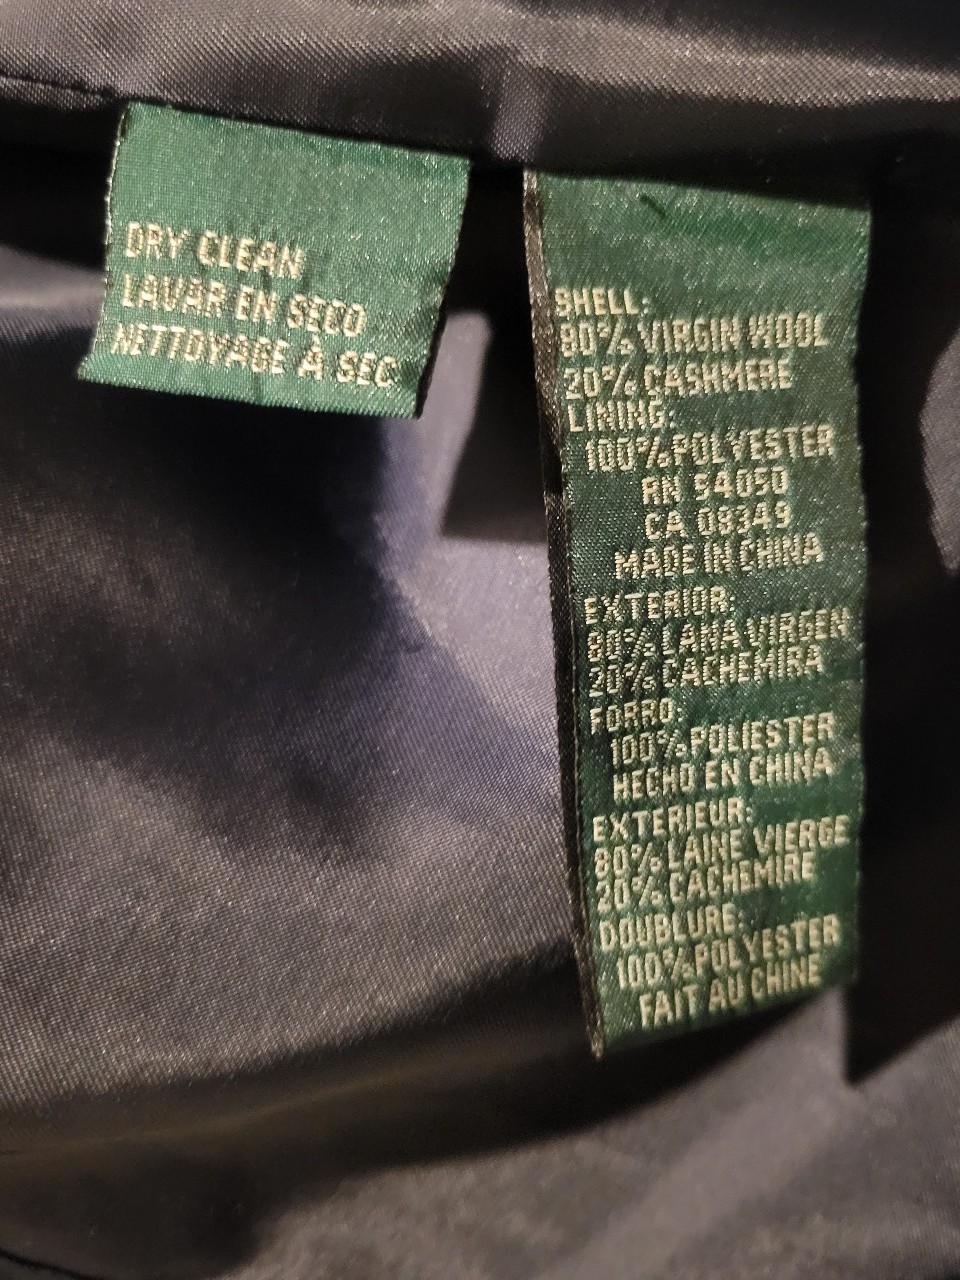 DRY CLEAN
LAVAR EN SECO
NETTOYAGE À SEC
SHELL:
80% VIRGIN WOOL
20% CASHMERE
LINING:
100% POLYESTER
RN 54050
CA 08349
MADE IN CHINA
EXTERIOR:
80% LANA VIRGEN
20% CACHEMIRA
FORRO:
100% POLIESTER
HECHO EN CHINA
EXTERIEUR:
80% LAINE VIERGE
20% CACHEMIRE
DOUBLURE:
100% POLYESTER
FAIT AU CHINE